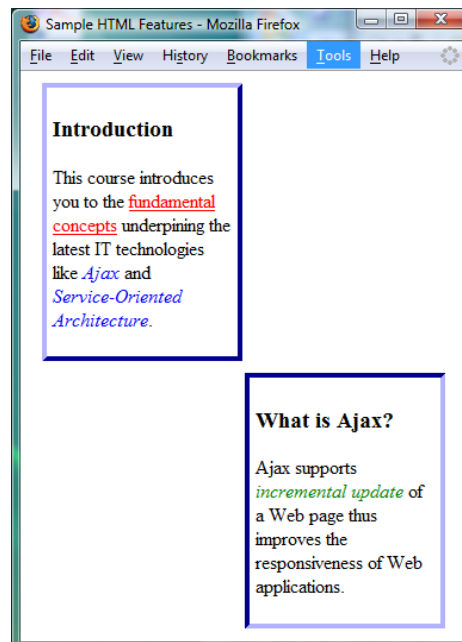 Sample HTML Features - Mozilla Firefox
File Edit View History Bookmarks Tools Help
Introduction
This course introduces
you to the fundamental
concepts underpining the
latest IT technologies
like Ajax and
Service-Oriented
Architecture.
What is Ajax?
Ajax supports
incremental update of
a Web page thus
improves the
responsiveness of Web
applications.